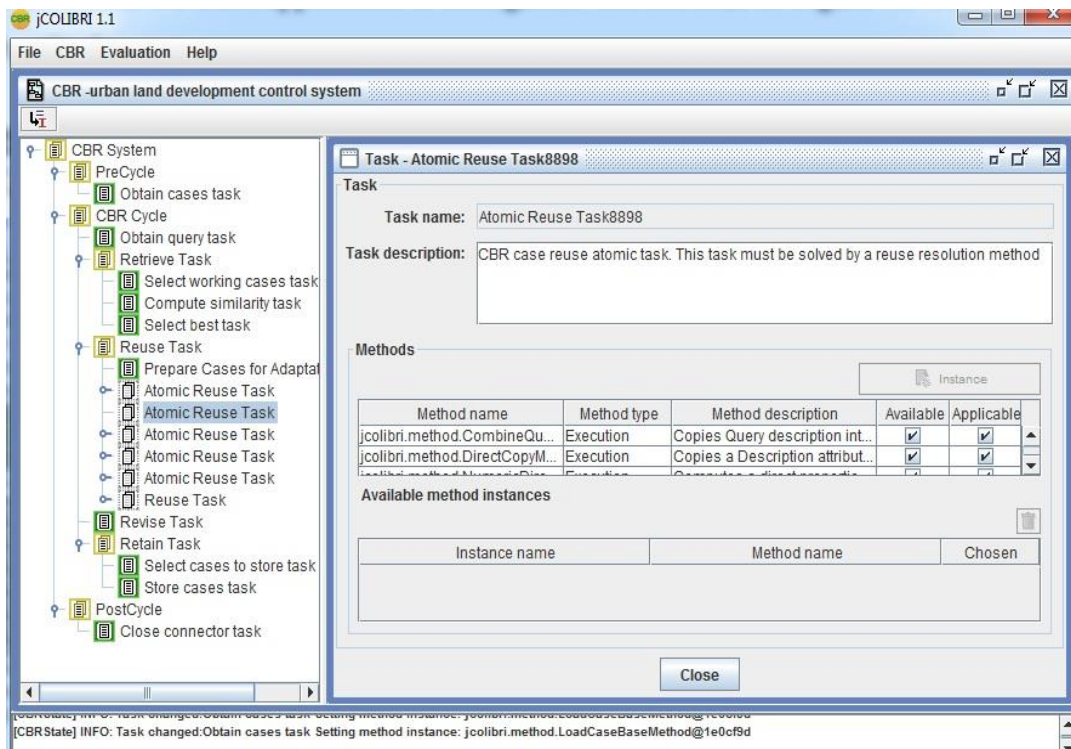 CBR jCOLIBRI 1.1
File CBR Evaluation Help
CBR -urban land development control system
CBR System
PreCycle
Obtain cases task
CBR Cycle
Obtain query task
Retrieve Task
Select working cases task
Compute similarity task
Select best task
Reuse Task
Prepare Cases for Adaptat
Atomic Reuse Task
Atomic Reuse Task
Atomic Reuse Task
Atomic Reuse Task
Atomic Reuse Task
Reuse Task
Revise Task
Retain Task
Select cases to store task
Store cases task
PostCycle
Close connector task
Task - Atomic Reuse Task8898
Task
Task name: Atomic Reuse Task8898
Task description: CBR case reuse atomic task. This task must be solved by a reuse resolution method
Methods
Instance
Method name Method type Method description Available Applicable
jcolibri.method.CombineQu... Execution Copies Query description int...
jcolibri.method.DirectCopyM... Execution Copies a Description attribut...
Available method instances
Instance name Method name Chosen
Close
[CBRState] INFO: Task changed:Obtain cases task Setting method instance: jcolibri.method.LoadCaseBaseMethod@1e0cf9d